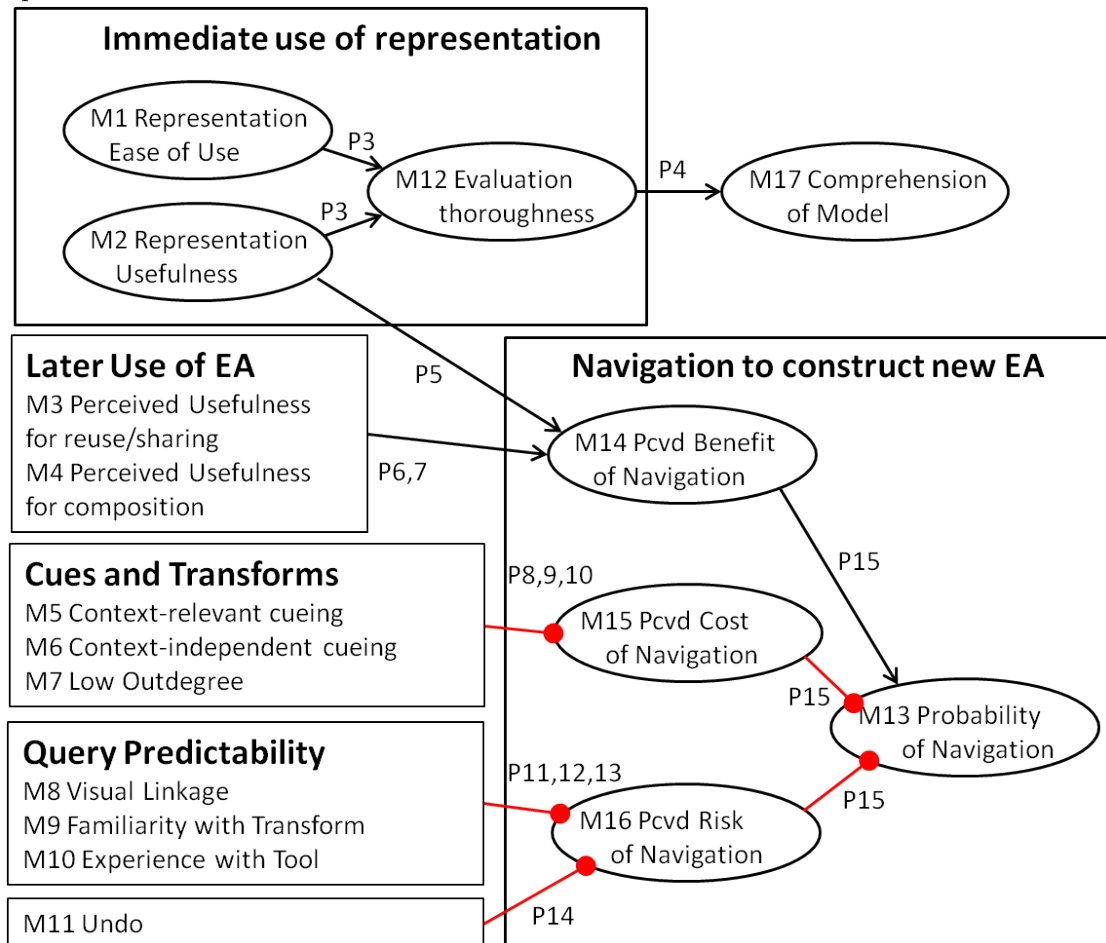 Immediate use of representation
M1 Representation
Ease of Use
P3
M12 Evaluation
thoroughness
P4
M17 Comprehension
of Model
P3
M2 Representation
Usefulness
P5
Later Use of EA
M3 Perceived Usefulness
for reuse/sharing
M4 Perceived Usefulness
for composition
P6,7
Navigation to construct new EA
M14 Pcvd Benefit
of Navigation
P15
Cues and Transforms
M5 Context-relevant cueing
M6 Context-independent cueing
M7 Low Outdegree
P8,9,10
M15 Pcvd Cost
of Navigation
P15
M13 Probability
of Navigation
Query Predictability
M8 Visual Linkage
M9 Familiarity with Transform
M10 Experience with Tool
P11,12,13
M16 Pcvd Risk
of Navigation
P15
M11 Undo
P14